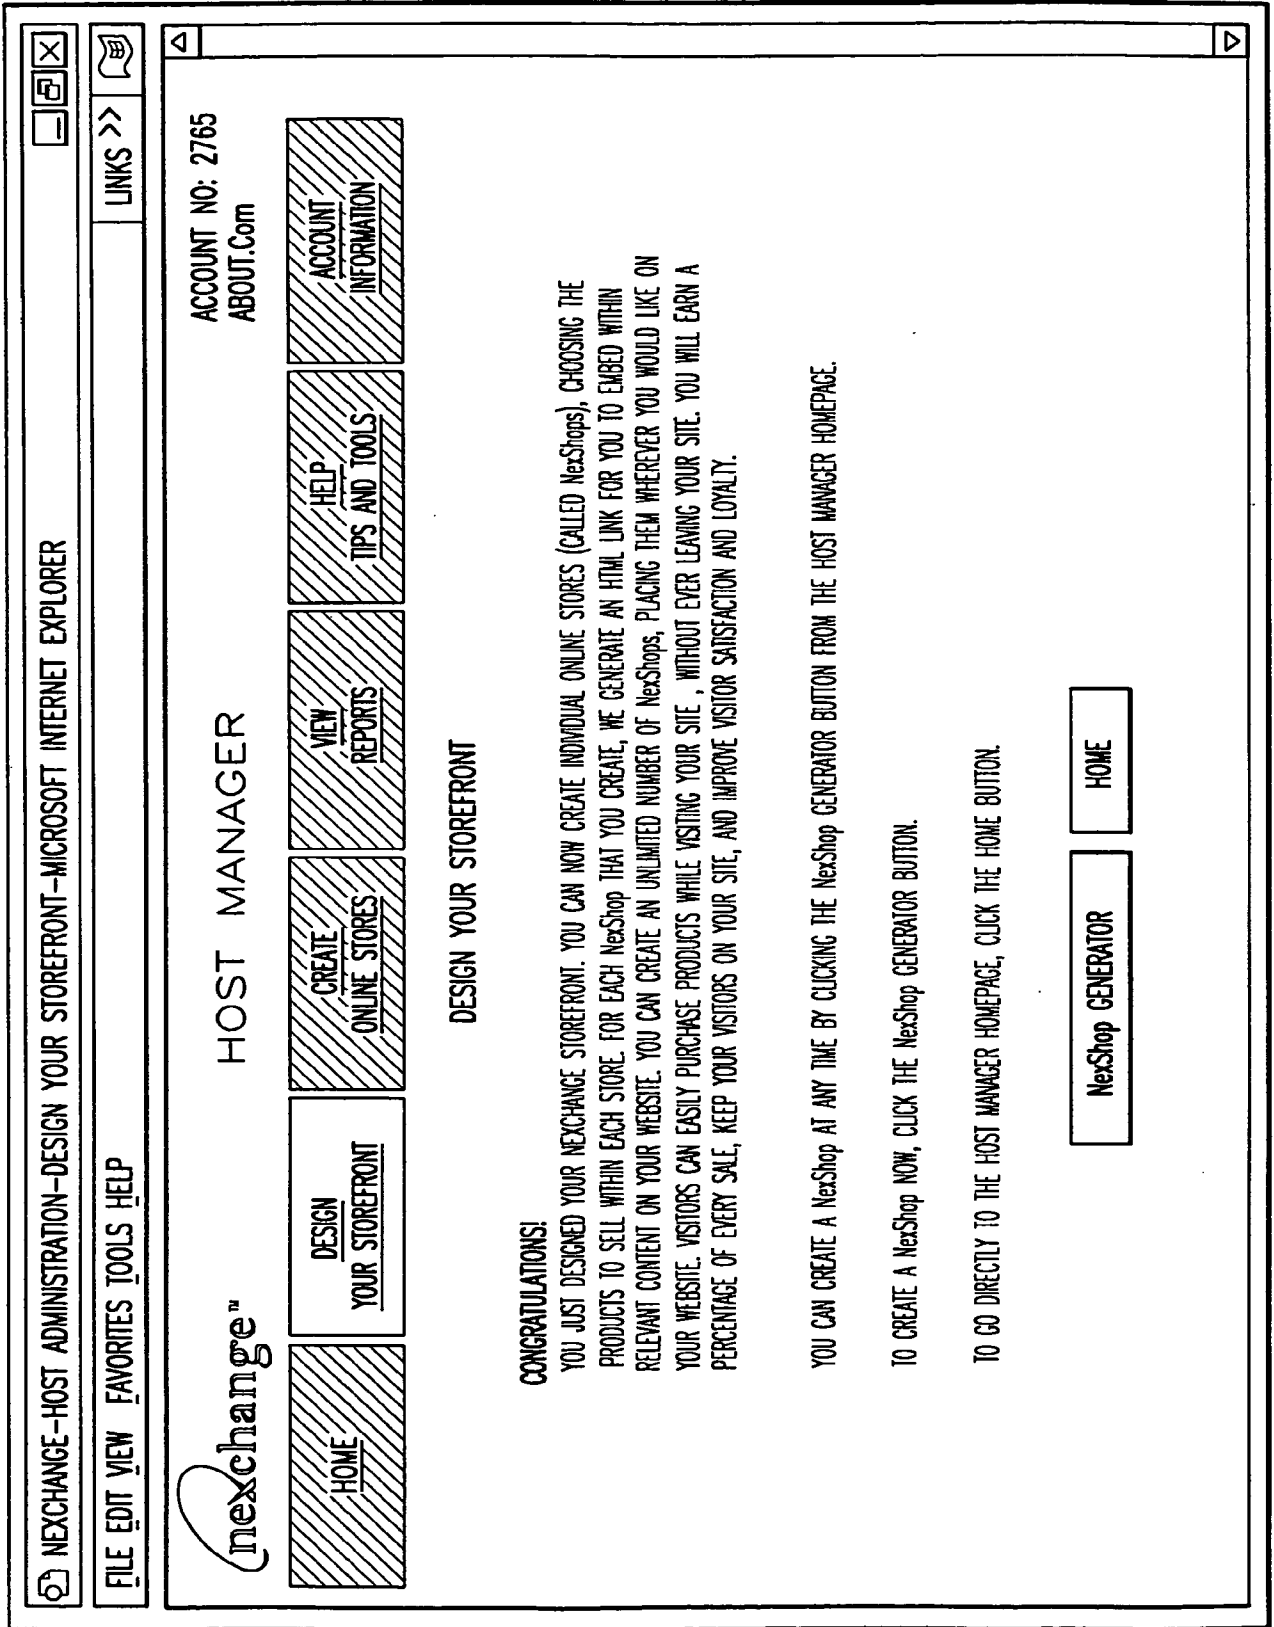 NEXCHANGE-HOST ADMINISTRATION-DESIGN YOUR STOREFRONT-MICROSOFT INTERNET EXPLORER
FILE EDIT VIEW FAVORITES TOOLS HELP
LINKS >>
nexchange™
HOST MANAGER
ACCOUNT NO: 2765
ABOUT.Com
HOME
DESIGN
YOUR STOREFRONT
CREATE
ONLINE STORES
VIEW
REPORTS
HELP
TIPS AND TOOLS
ACCOUNT
INFORMATION
DESIGN YOUR STOREFRONT
CONGRATULATIONS!
YOU JUST DESIGNED YOUR NEXCHANGE STOREFRONT. YOU CAN NOW CREATE INDIVIDUAL ONLINE STORES (CALLED NexShops), CHOOSING THE
PRODUCTS TO SELL WITHIN EACH STORE. FOR EACH NexShop THAT YOU CREATE, WE GENERATE AN HTML LINK FOR YOU TO EMBED WITHIN
RELEVANT CONTENT ON YOUR WEBSITE. YOU CAN CREATE AN UNLIMITED NUMBER OF NexShops, PLACING THEM WHEREVER YOU WOULD LIKE ON
YOUR WEBSITE. VISITORS CAN EASILY PURCHASE PRODUCTS WHILE VISITING YOUR SITE , WITHOUT EVER LEAVING YOUR SITE. YOU WILL EARN A
PERCENTAGE OF EVERY SALE, KEEP YOUR VISITORS ON YOUR SITE, AND IMPROVE VISITOR SATISFACTION AND LOYALTY.
YOU CAN CREATE A NexShop AT ANY TIME BY CLICKING THE NexShop GENERATOR BUTTON FROM THE HOST MANAGER HOMEPAGE.
TO CREATE A NexShop NOW, CLICK THE NexShop GENERATOR BUTTON.
TO GO DIRECTLY TO THE HOST MANAGER HOMEPAGE, CLICK THE HOME BUTTON.
NexShop GENERATOR
HOME